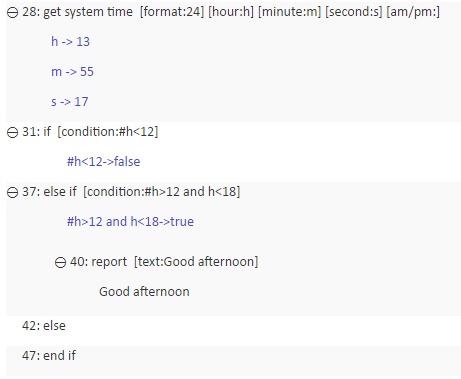 28: get system time [format:24] [hour:h] [minute:m] [second:s] [am/pm:]
h -> 13
m -> 55
s -> 17
31: if [condition:#h<12]
#h<12->false
37: else if [condition:#h>12 and h<18]
#h>12 and h<18->true
40: report [text:Good afternoon]
Good afternoon
42: else
47: end if